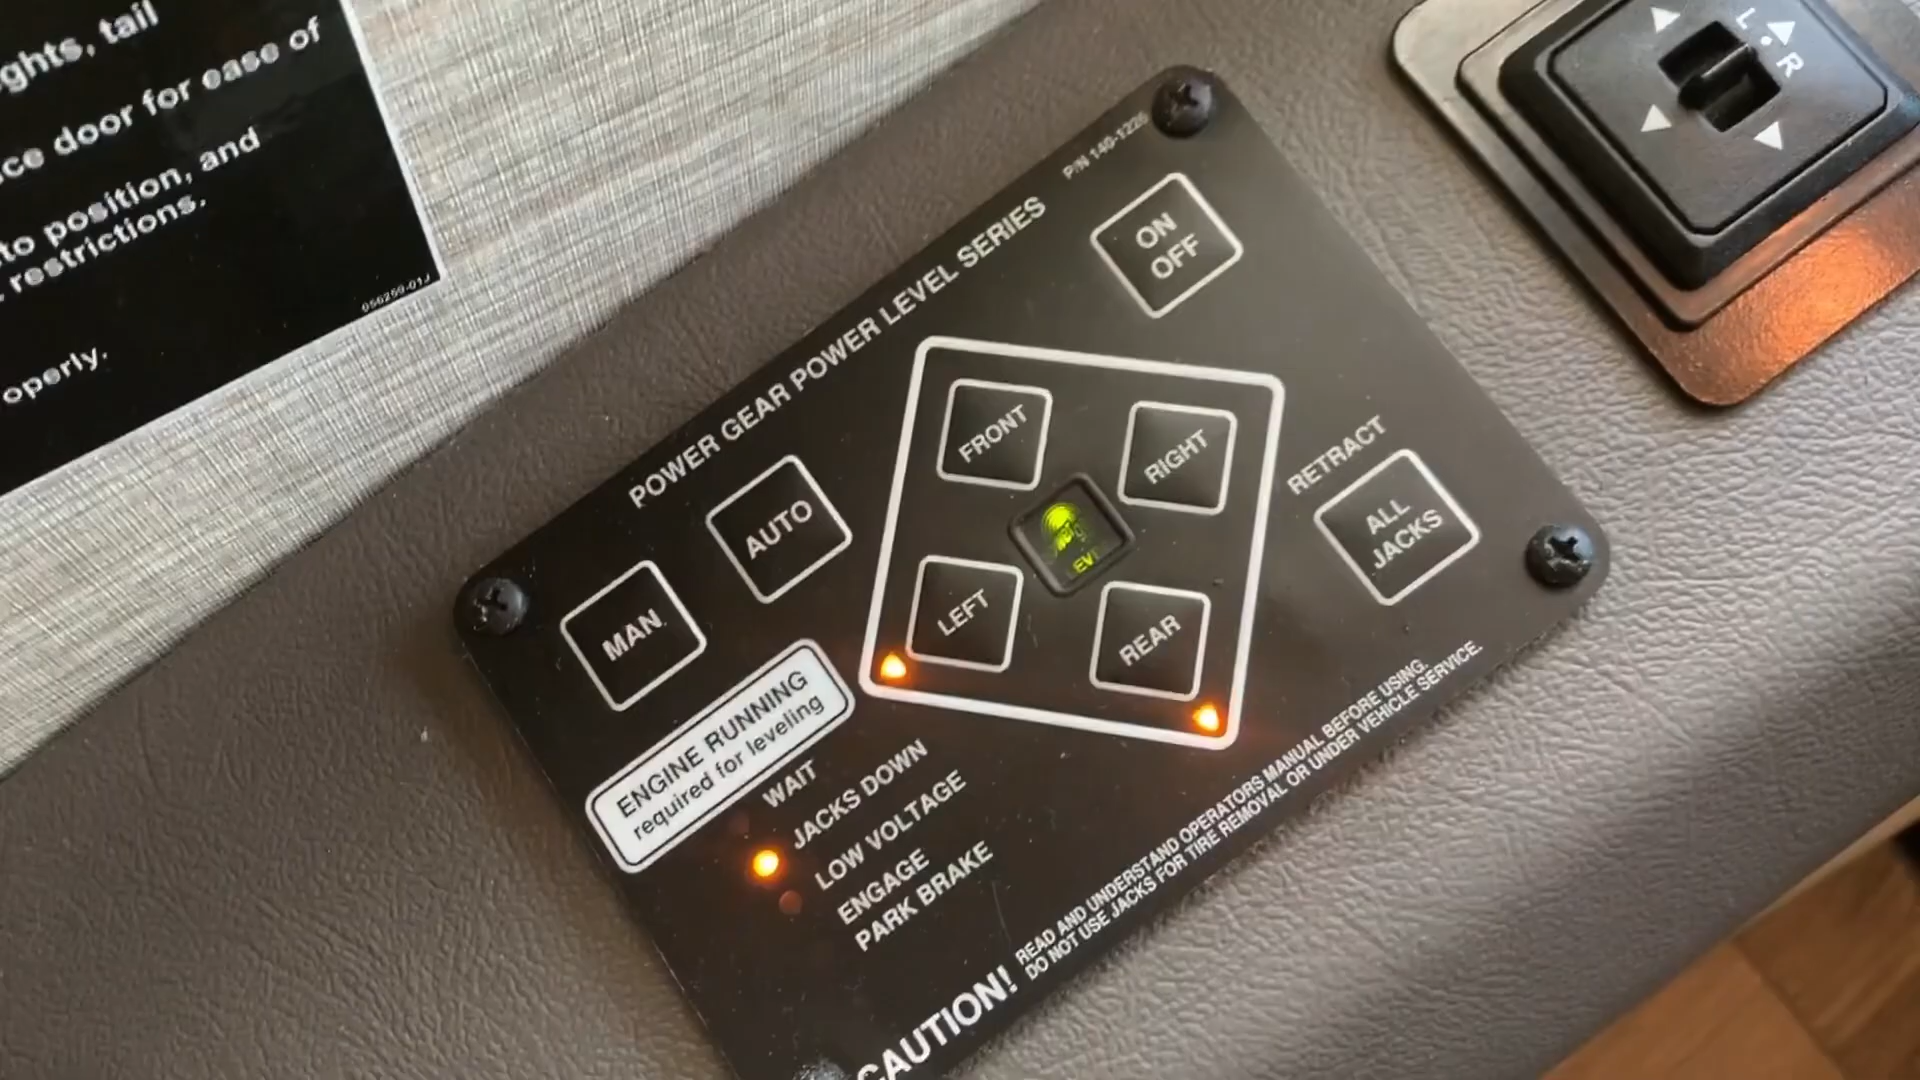 ghts, tail
ce door for ease of
to position, and
restrictions.
operly.
056250-01J
P/N 140-1226
POWER GEAR POWER LEVEL SERIES
ON
OFF
FRONT
RIGHT
AUTO
MAN
LEFT
REAR
RETRACT
ALL
JACKS
ENGINE RUNNING
required for leveling
WAIT
JACKS DOWN
LOW VOLTAGE
ENGAGE
PARK BRAKE
CAUTION!
READ AND UNDERSTAND OPERATORS MANUAL BEFORE USING.
DO NOT USE JACKS FOR TIRE REMOVAL OR UNDER VEHICLE SERVICE.
L R